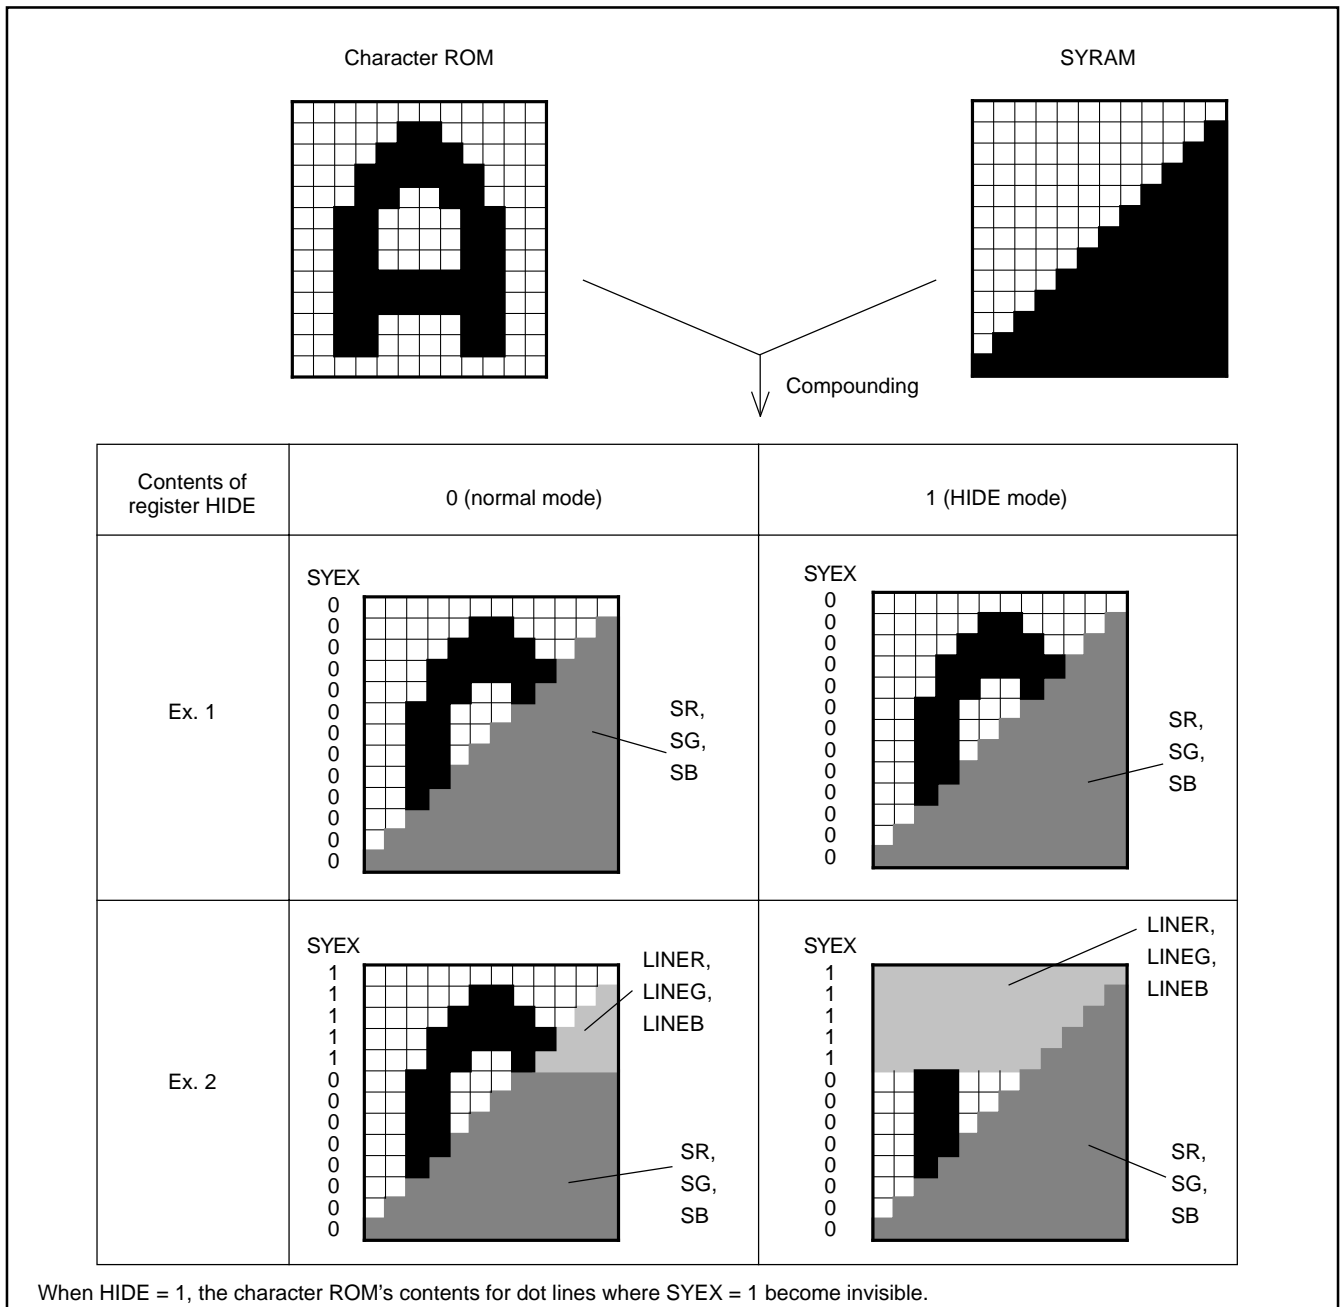 Character ROM
SYRAM
Compounding
Contents of
register HIDE
0 (normal mode)
1 (HIDE mode)
Ex. 1
SYEX
0
0
0
0
0
0
0
0
0
0
0
0
0
SR,
SG,
SB
SYEX
0
0
0
0
0
0
0
0
0
0
0
0
0
SR,
SG,
SB
Ex. 2
SYEX
1
1
1
1
1
0
0
0
0
0
0
0
0
LINER,
LINEG,
LINEB
SR,
SG,
SB
SYEX
1
1
1
1
1
0
0
0
0
0
0
0
0
LINER,
LINEG,
LINEB
SR,
SG,
SB
When HIDE = 1, the character ROM's contents for dot lines where SYEX = 1 become invisible.